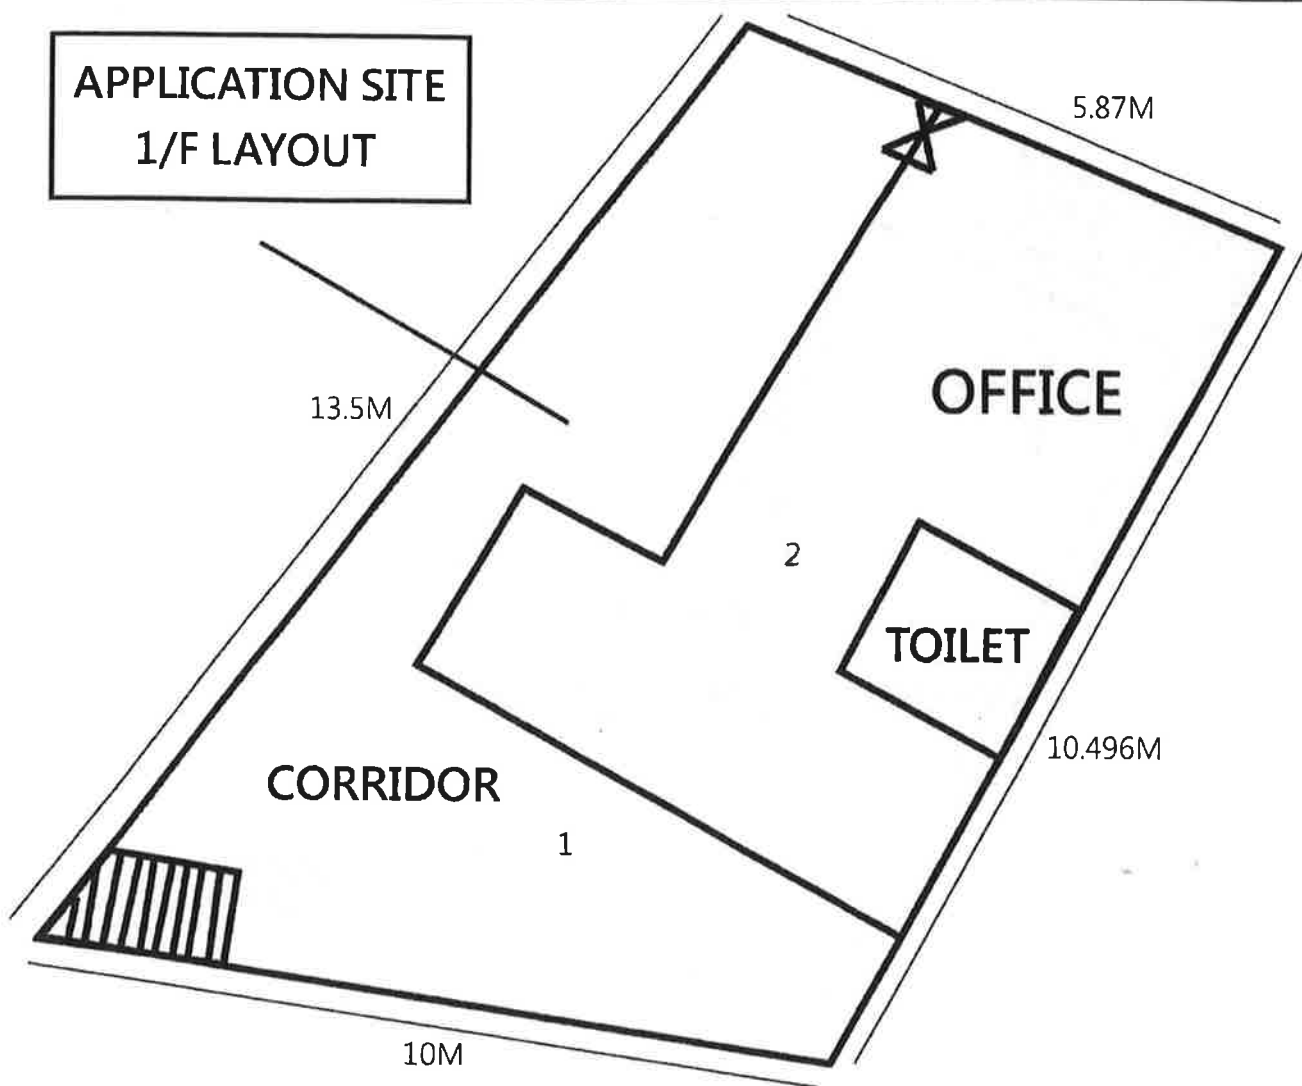 APPLICATION SITE
1/F LAYOUT
5.87M
13.5M
OFFICE
2
TOILET
10.496M
CORRIDOR
1
10M